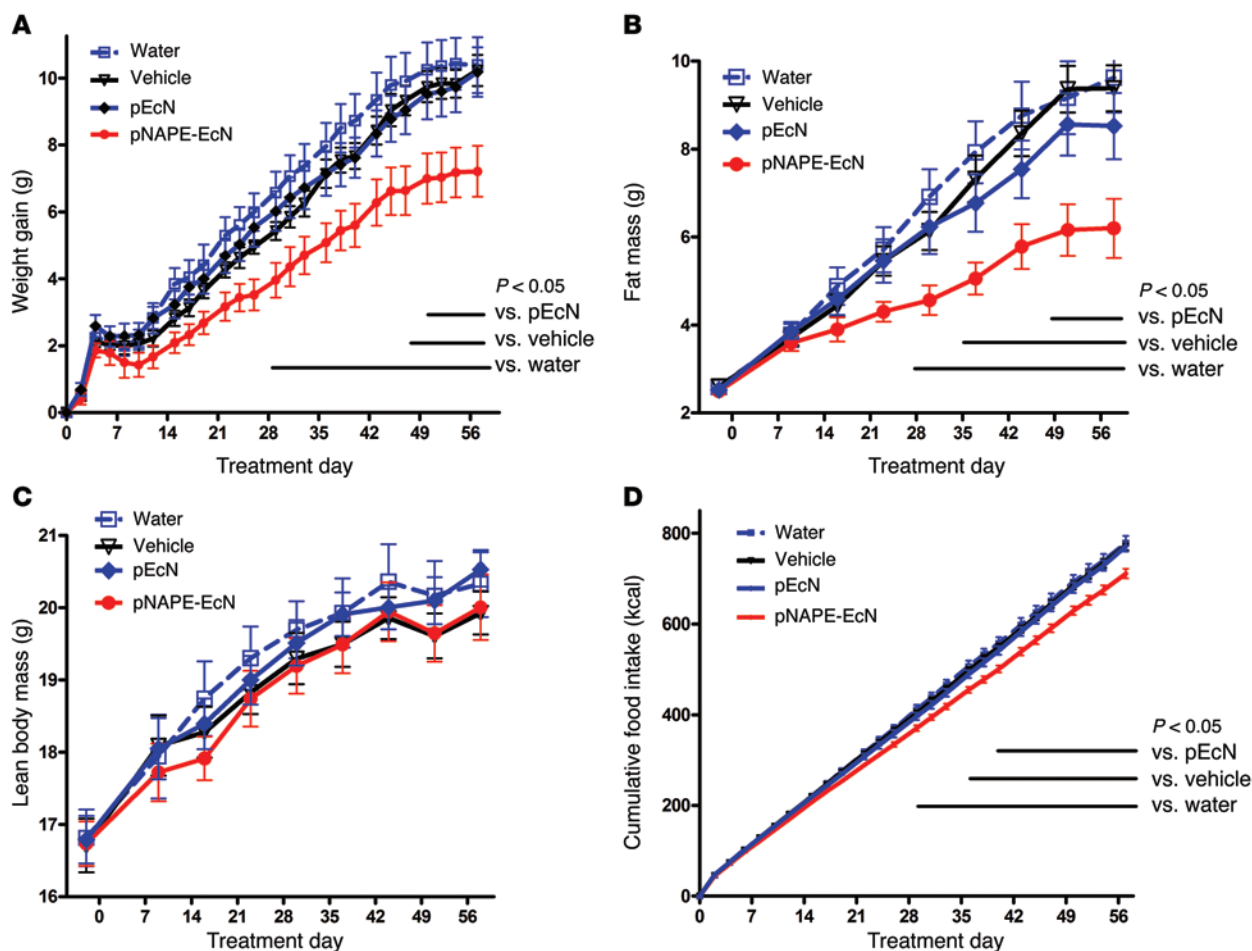 A
Water
Vehicle
pEcN
pNAPE-EcN
Weight gain (g)
10
8
6
4
2
0
P < 0.05
vs. pEcN
vs. vehicle
vs. water
0 7 14 21 28 35 42 49 56
Treatment day
B
Water
Vehicle
pEcN
pNAPE-EcN
Fat mass (g)
10
8
6
4
2
P < 0.05
vs. pEcN
vs. vehicle
vs. water
0 7 14 21 28 35 42 49 56
Treatment day
C
Water
Vehicle
pEcN
pNAPE-EcN
Lean body mass (g)
21
20
19
18
17
16
0 7 14 21 28 35 42 49 56
Treatment day
D
Water
Vehicle
pEcN
pNAPE-EcN
Cumulative food intake (kcal)
800
600
400
200
0
P < 0.05
vs. pEcN
vs. vehicle
vs. water
0 7 14 21 28 35 42 49 56
Treatment day